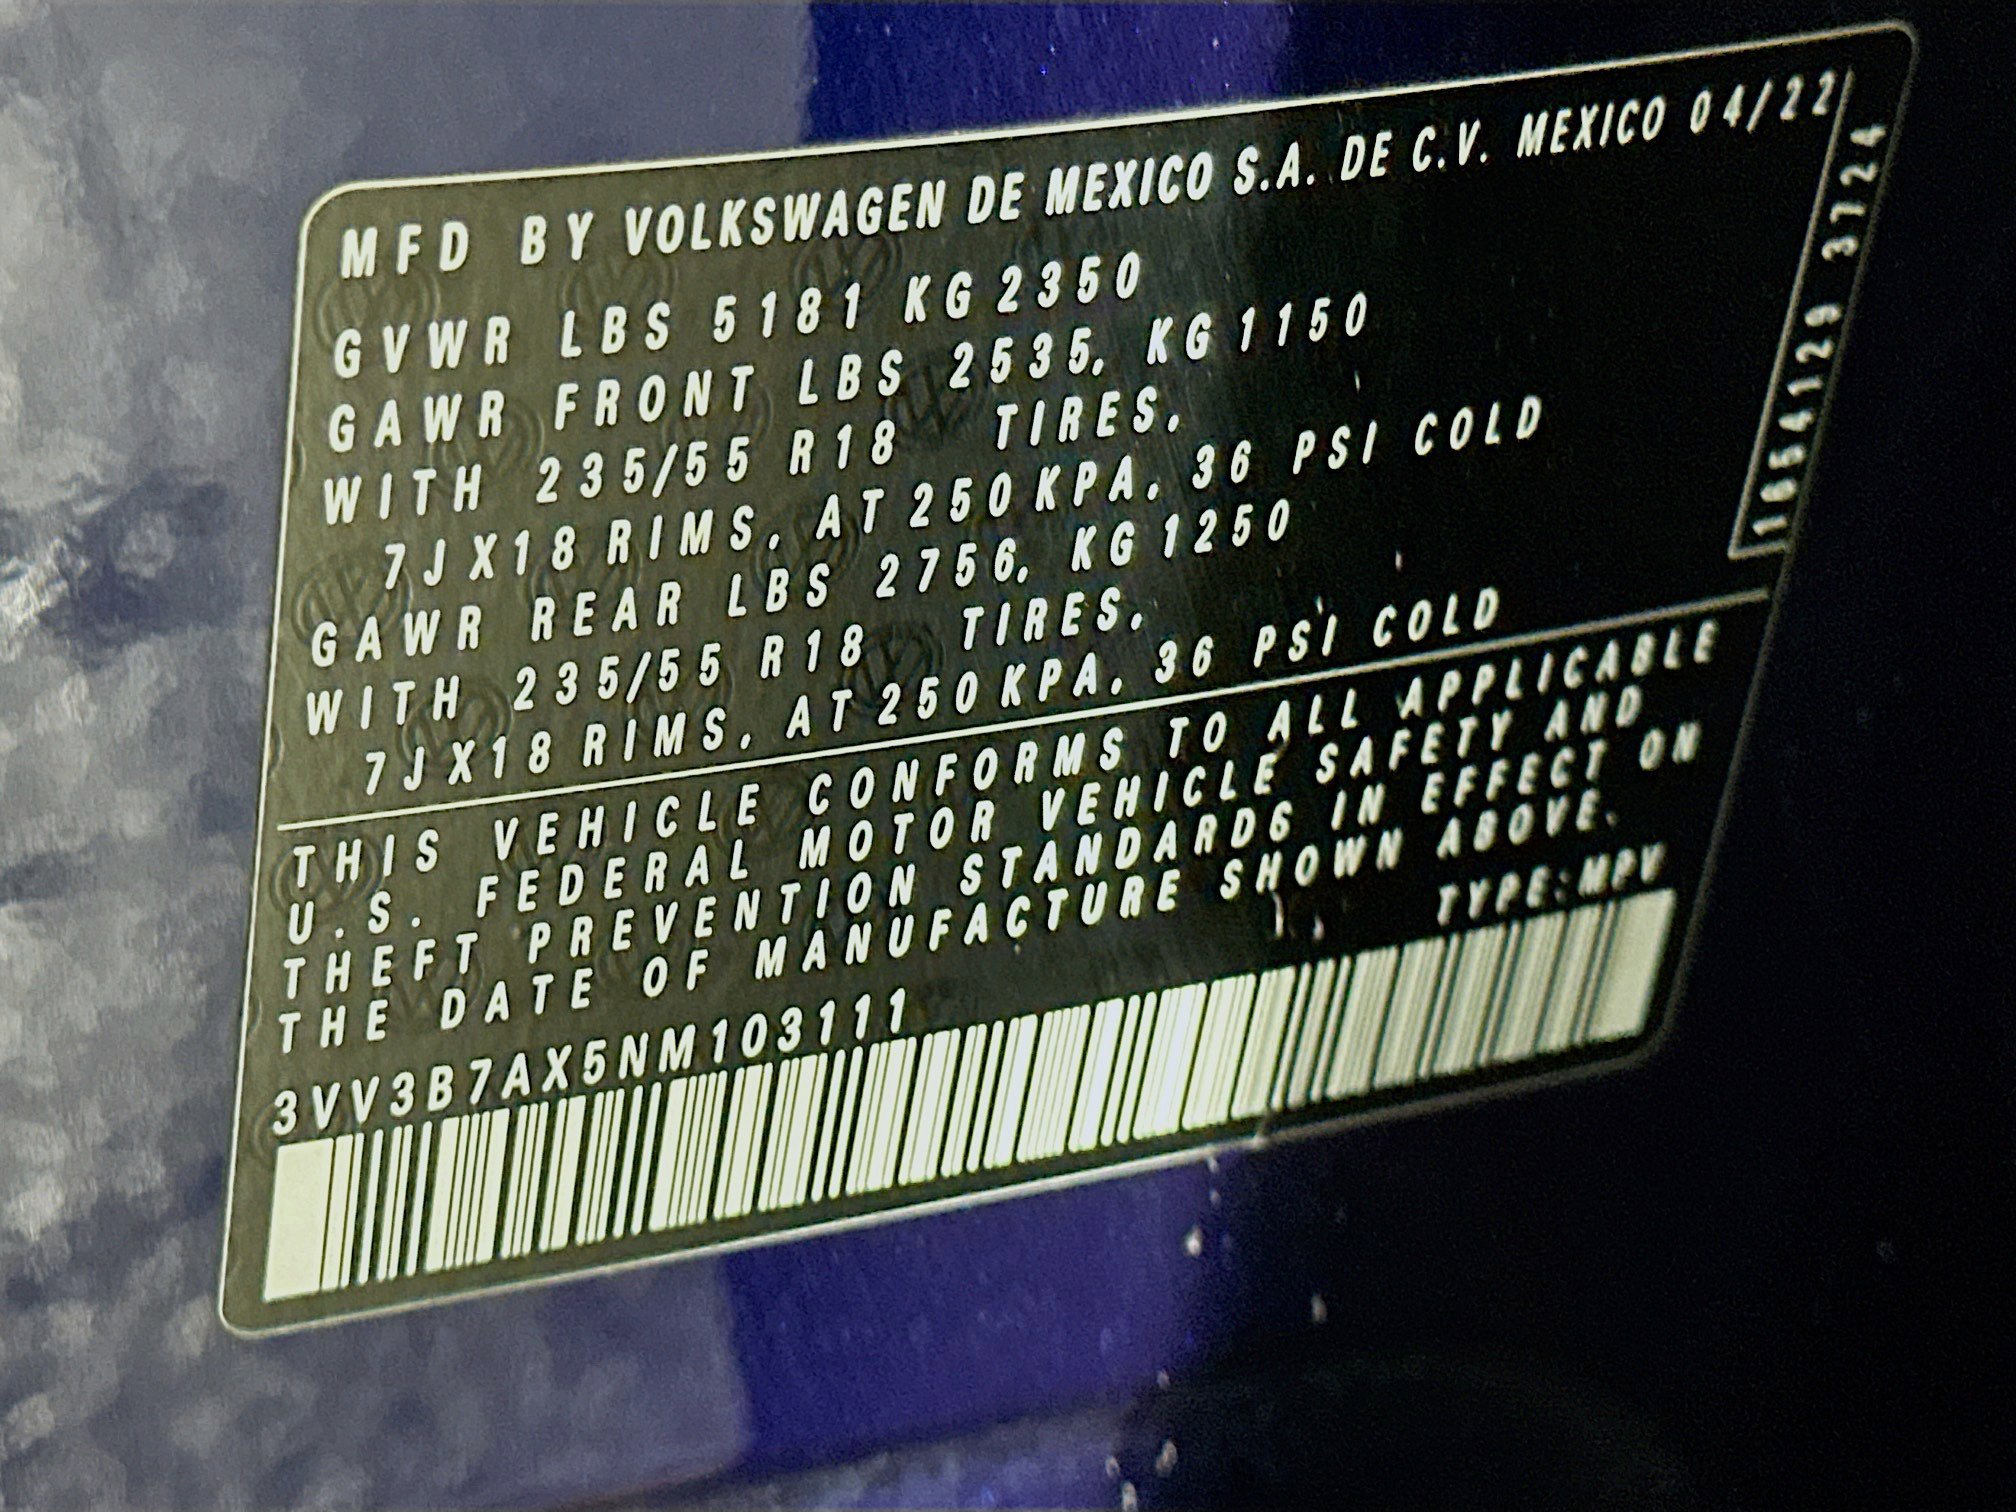 MFD BY VOLKSWAGEN DE MEXICO S.A. DE C.V. MEXICO 04/22
GVWR LBS 5181 KG 2350
GAWR FRONT LBS 2535, KG 1150
WITH 235/55 R18 TIRES,
7JX18 RIMS, AT 250 KPA, 36 PSI COLD
GAWR REAR LBS 2756, KG 1250
WITH 235/55 R18 TIRES,
7JX18 RIMS, AT 250 KPA, 36 PSI COLD
1654129 3724
THIS VEHICLE CONFORMS TO ALL APPLICABLE
U.S. FEDERAL MOTOR VEHICLE SAFETY AND
THEFT PREVENTION STANDARDS IN EFFECT ON
THE DATE OF MANUFACTURE SHOWN ABOVE.
TYPE:MPV
3VV3B7AX5NM103111